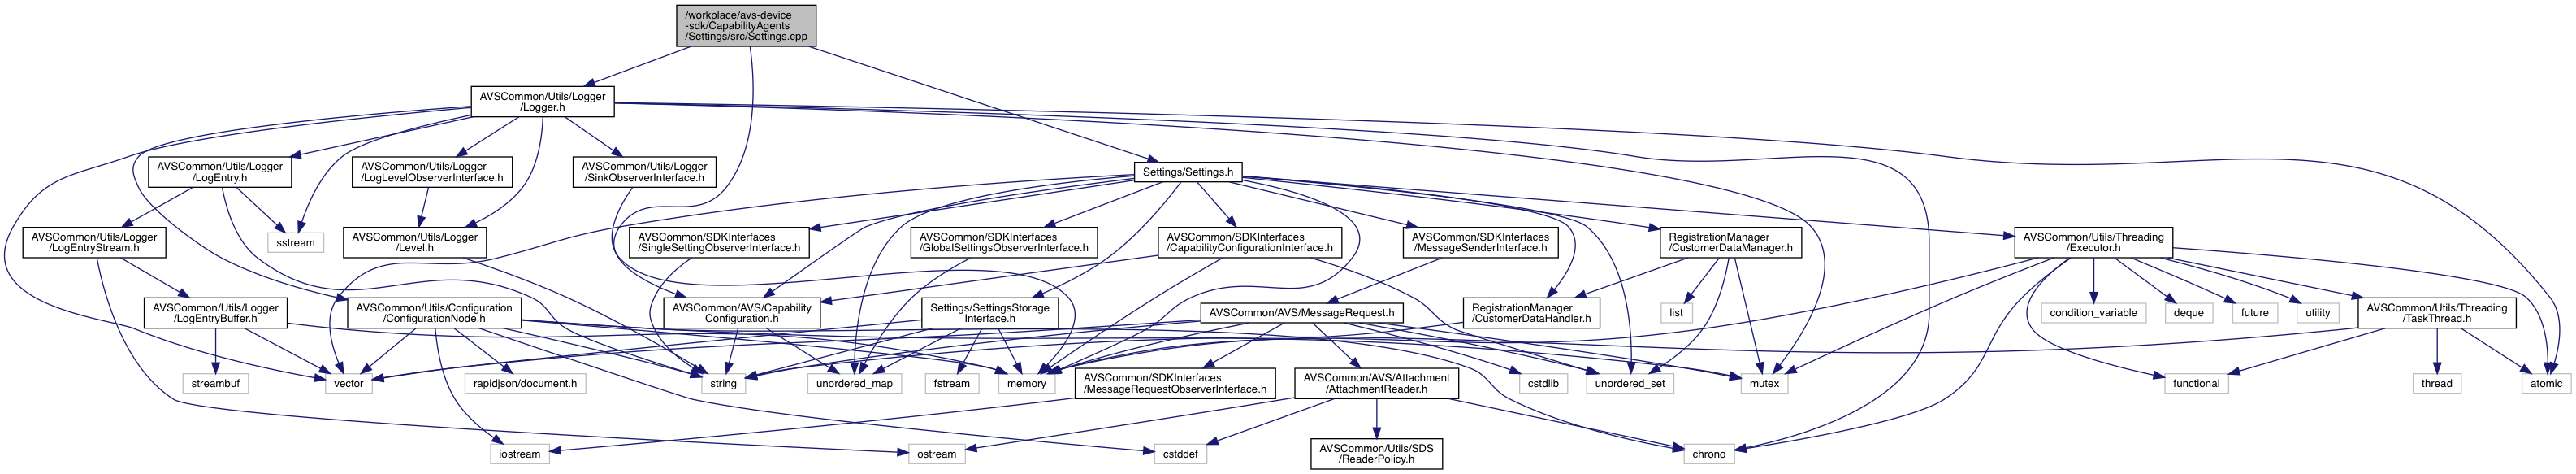 /workplace/avs-device
-sdk/CapabilityAgents
/Settings/src/Settings.cpp
AVSCommon/Utils/Logger
/Logger.h
AVSCommon/Utils/Logger
/LogEntry.h
AVSCommon/Utils/Logger
/LogLevelObserverInterface.h
AVSCommon/Utils/Logger
/SinkObserverInterface.h
Settings/Settings.h
AVSCommon/Utils/Logger
/LogEntryStream.h
sstream
AVSCommon/Utils/Logger
/Level.h
AVSCommon/SDKInterfaces
/SingleSettingObserverInterface.h
AVSCommon/SDKInterfaces
/GlobalSettingsObserverInterface.h
AVSCommon/SDKInterfaces
/CapabilityConfigurationInterface.h
AVSCommon/SDKInterfaces
/MessageSenderInterface.h
RegistrationManager
/CustomerDataManager.h
AVSCommon/Utils/Threading
/Executor.h
AVSCommon/Utils/Logger
/LogEntryBuffer.h
AVSCommon/Utils/Configuration
/ConfigurationNode.h
AVSCommon/AVS/Capability
Configuration.h
Settings/SettingsStorage
Interface.h
AVSCommon/AVS/MessageRequest.h
RegistrationManager
/CustomerDataHandler.h
list
condition_variable
deque
future
utility
AVSCommon/Utils/Threading
/TaskThread.h
streambuf
vector
rapidjson/document.h
string
unordered_map
fstream
memory
AVSCommon/SDKInterfaces
/MessageRequestObserverInterface.h
AVSCommon/AVS/Attachment
/AttachmentReader.h
cstdlib
unordered_set
mutex
functional
thread
atomic
iostream
ostream
cstddef
AVSCommon/Utils/SDS
/ReaderPolicy.h
chrono